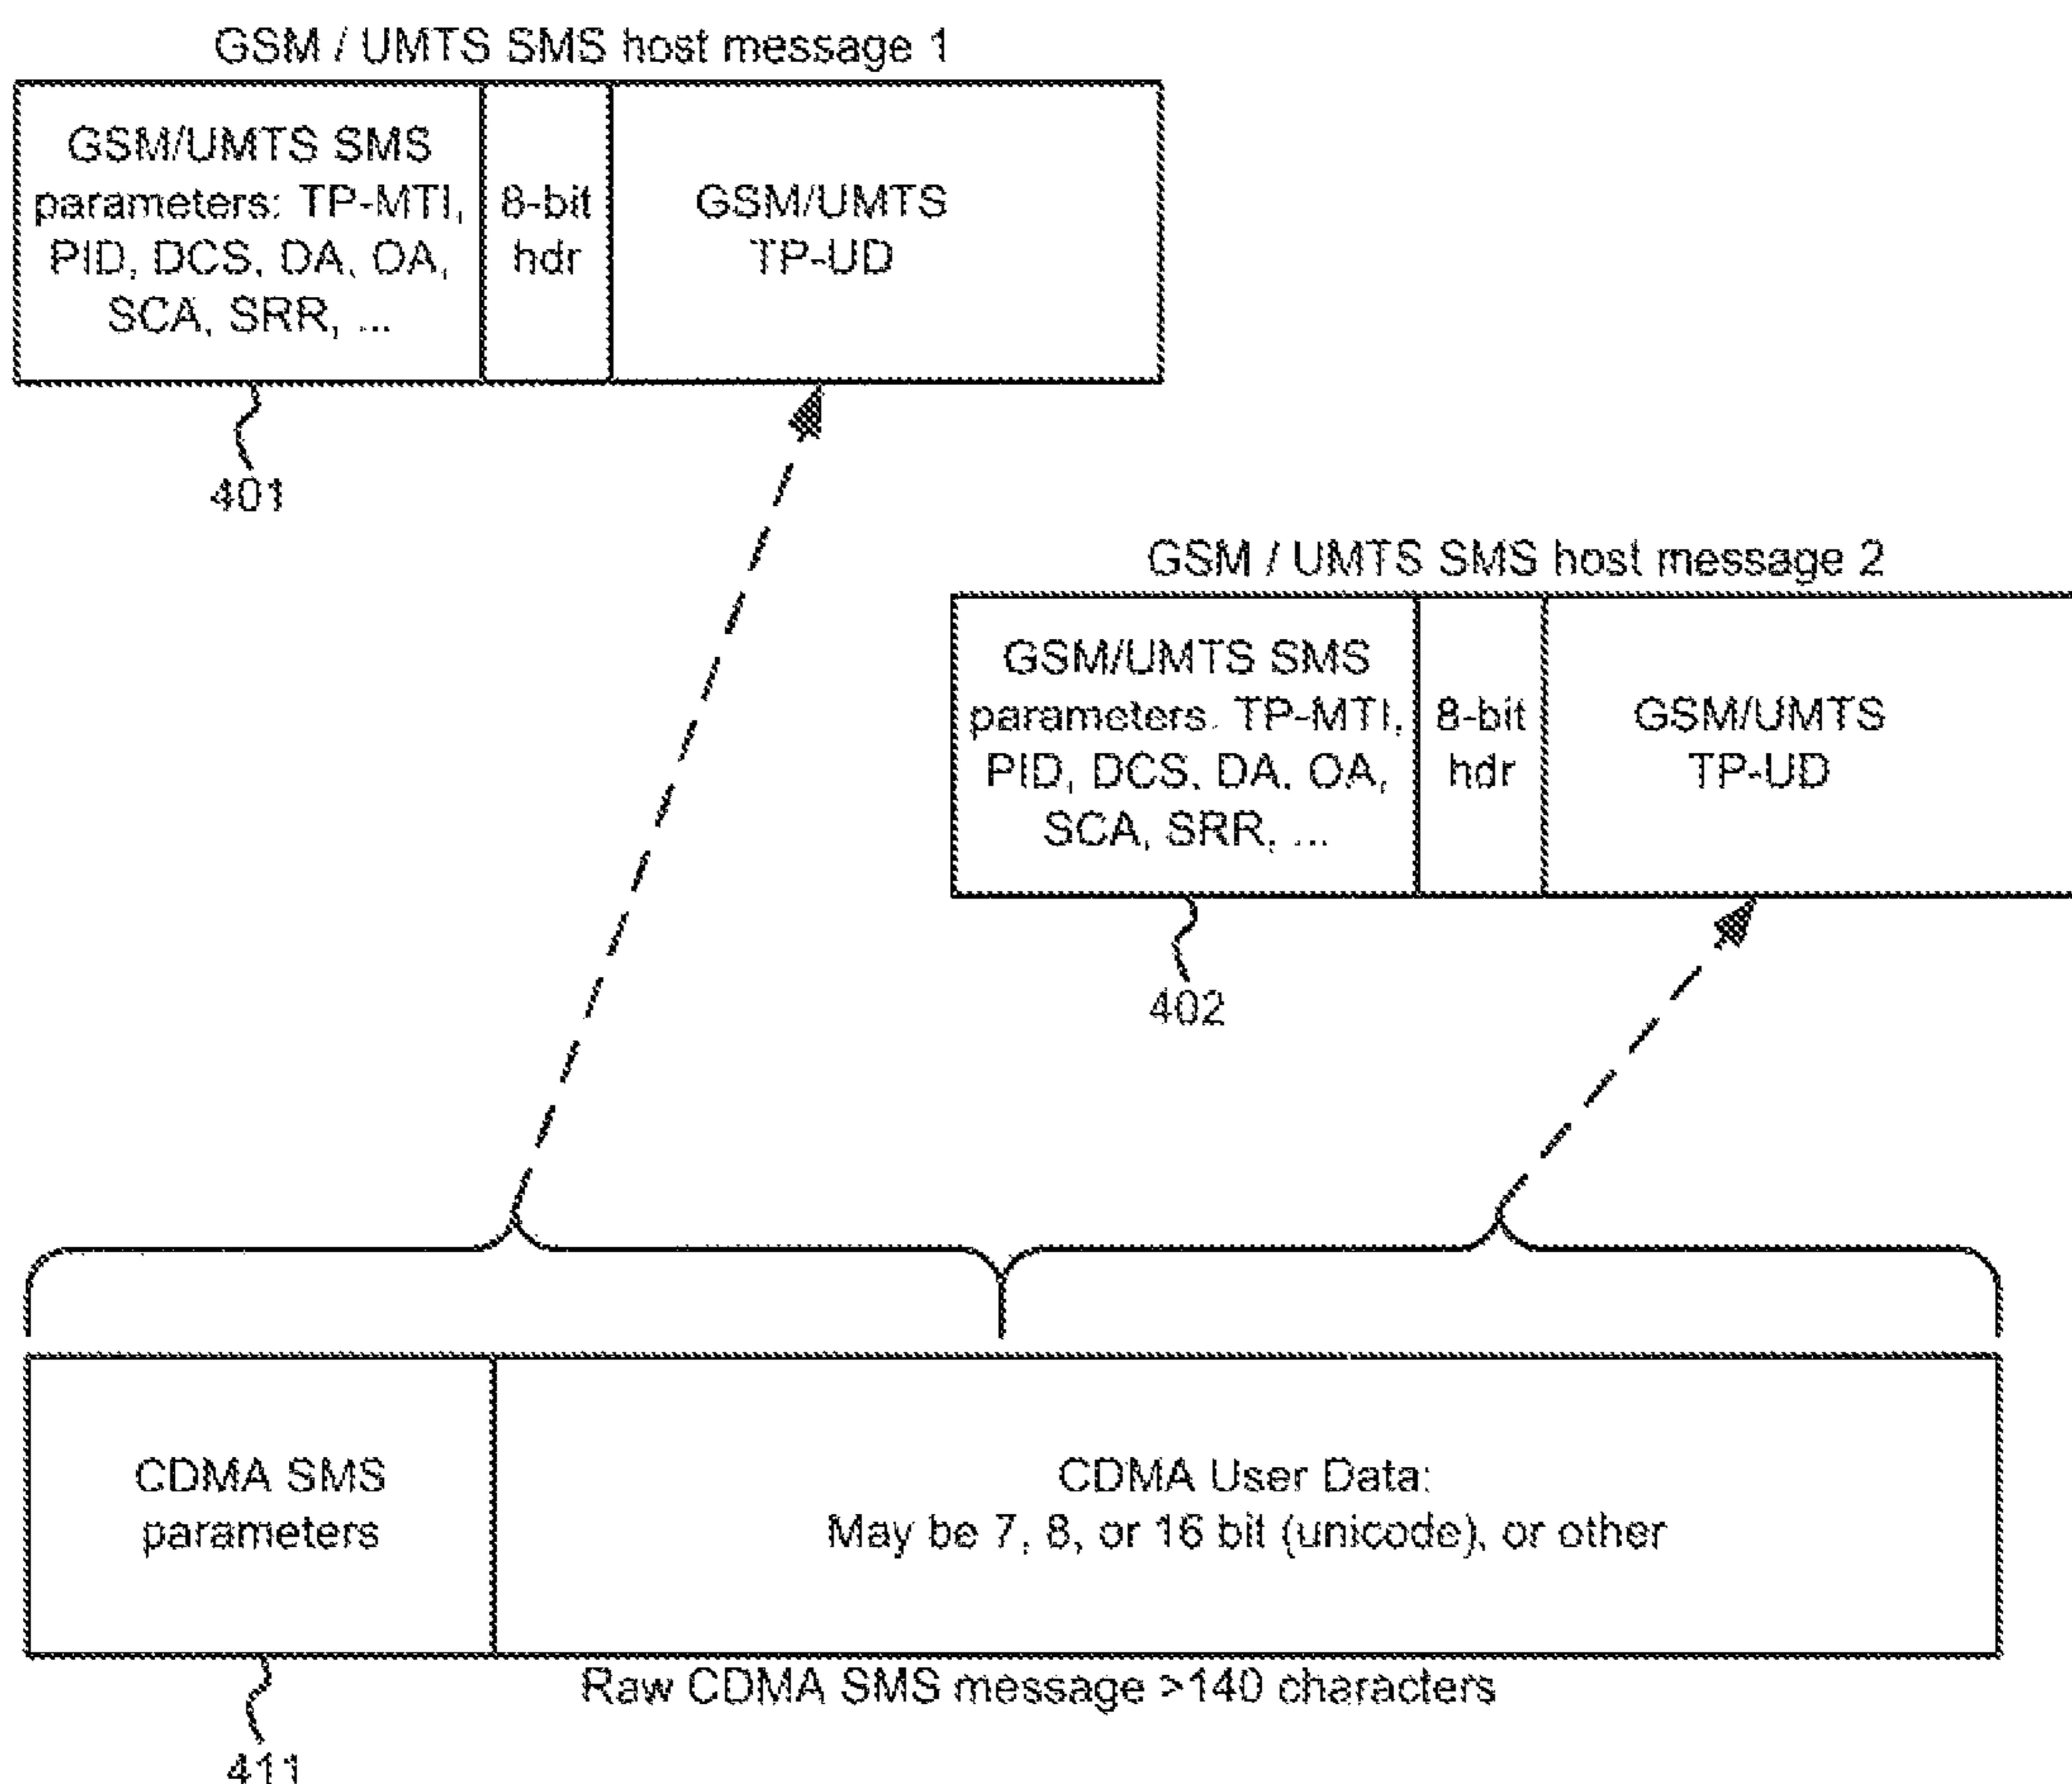 GSM / UMTS SMS host message 1
GSM/UMTS SMS
parameters: TP-MTI,
PID, DCS, DA, OA,
SCA, SRR, ...
8-bit
hdr
GSM/UMTS
TP-UD
401
GSM / UMTS SMS host message 2
GSM/UMTS SMS
parameters. TP-MTI,
PID, DCS, DA, OA,
SCA, SRR, ...
8-bit
hdr
GSM/UMTS
TP-UD
402
CDMA SMS
parameters
CDMA User Data:
May be 7, 8, or 16 bit (unicode), or other
Raw CDMA SMS message >140 characters
411